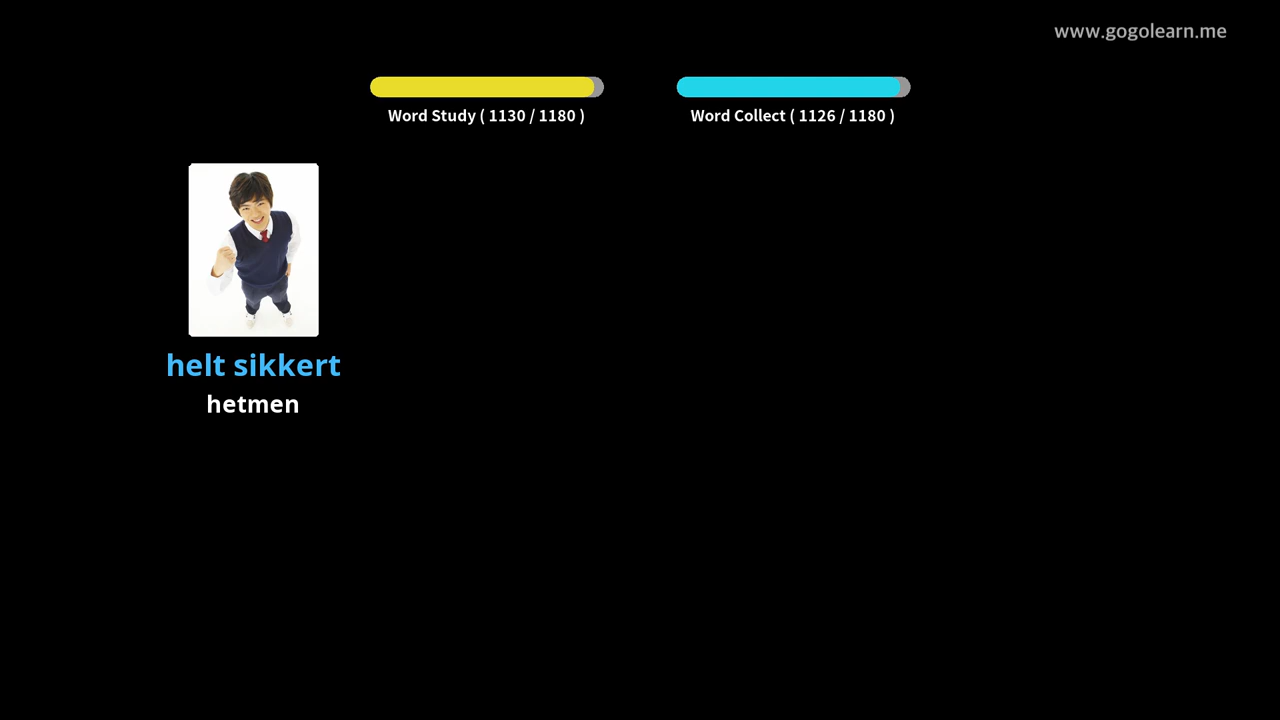 www.gogolearn.me
Word Study ( 1130 / 1180 )
Word Collect ( 1126 / 1180 )
helt sikkert
hetmen